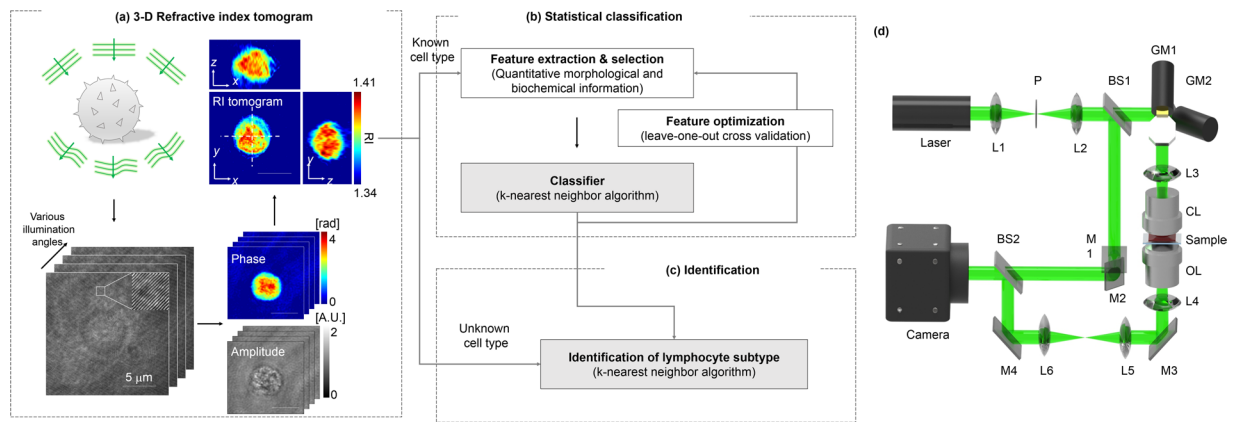 (a) 3-D Refractive index tomogram
z
x
RI tomogram
y
x
y
z
1.41
RI
1.34
Various
illumination
angles
5 μm
[rad]
4
Phase
0
[A.U.]
2
Amplitude
0
(b) Statistical classification
Known
cell type
Feature extraction & selection
(Quantitative morphological and
biochemical information)
Feature optimization
(leave-one-out cross validation)
Classifier
(k-nearest neighbor algorithm)
(c) Identification
Unknown
cell type
Identification of lymphocyte subtype
(k-nearest neighbor algorithm)
(d)
GM1
GM2
BS1
P
Laser
L1
L2
L3
CL
Sample
OL
L4
BS2
M
1
M2
Camera
M4
L6
L5
M3